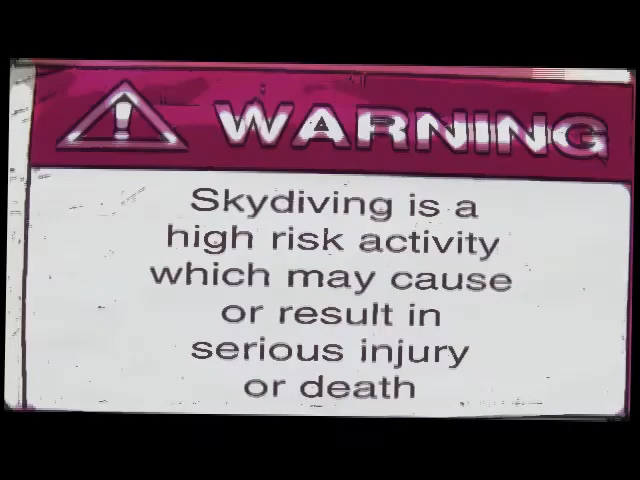 WARNING
Skydiving is a
high risk activity
which may cause
or result in
serious injury
or death